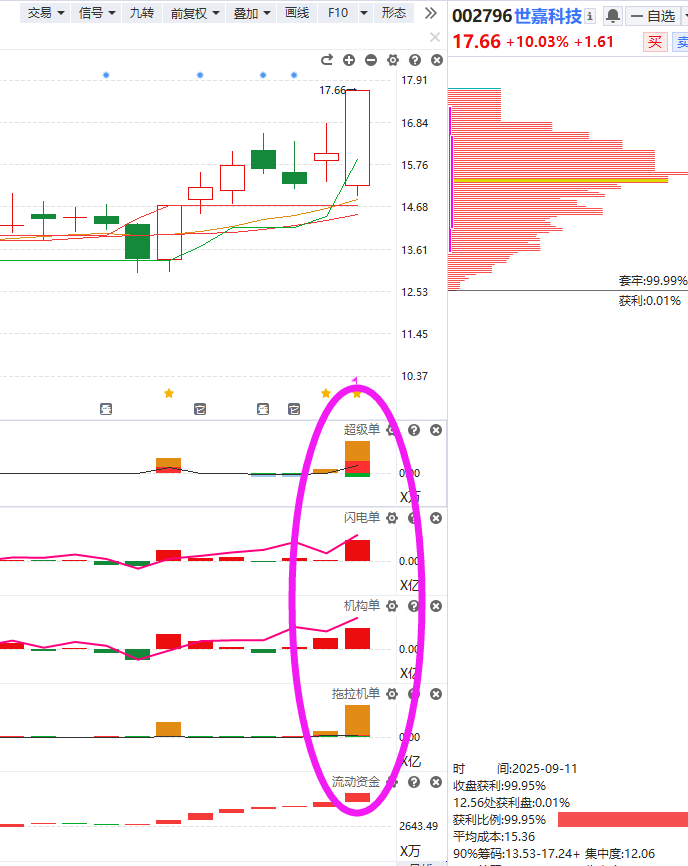 交易 信号 九转 前复权 叠加 画线 F10 形态
17.91
17.66
16.84
15.76
14.68
13.61
12.53
11.45
10.37
超级单
0.00
X万
闪电单
0.00
X亿
机构单
0.00
X亿
拖拉机单
0.00
X亿
流动资金
2643.49
X万
002796世嘉科技 自选
17.66 +10.03% +1.61 买 卖
套牢:99.99%
获利:0.01%
时 间:2025-09-11
收盘获利:99.95%
12.56处获利盘:0.01%
获利比例:99.95%
平均成本:15.36
90%筹码:13.53-17.24+ 集中度:12.06